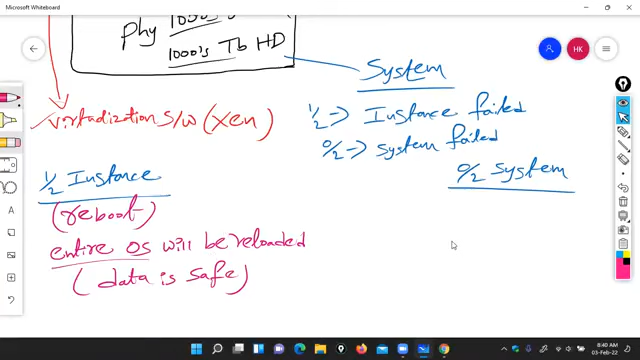 Microsoft Whiteboard
1000's
Phy
1000's Tb HD
HK
System
virtualization s/w (xen)
1/2 -> Instance failed
0/2 -> system failed
1/2 Instance
0/2 system
(reboot)
entire OS will be reloaded
(data is safe)
8:40 AM
03-Feb-22